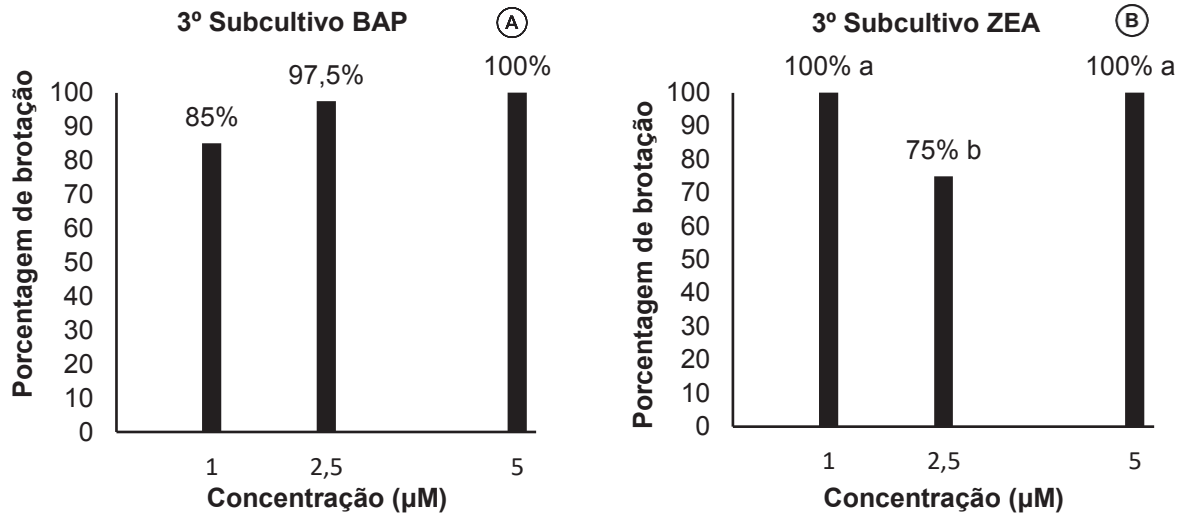 3º Subcultivo BAP
A
Porcentagem de brotação
100
90
80
70
60
50
40
30
20
10
0
85%
97,5%
100%
1
2,5
5
Concentração (µM)
3º Subcultivo ZEA
B
Porcentagem de brotação
100
90
80
70
60
50
40
30
20
10
0
100% a
75% b
100% a
1
2,5
5
Concentração (µM)